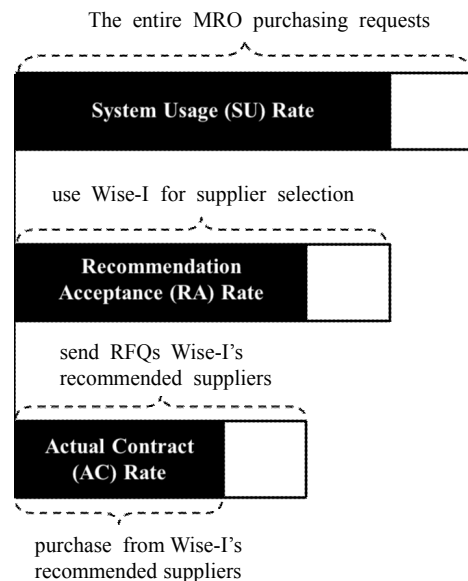 The entire MRO purchasing requests
System Usage (SU) Rate
use Wise-I for supplier selection
Recommendation
Acceptance (RA) Rate
send RFQs Wise-I's
recommended suppliers
Actual Contract
(AC) Rate
purchase from Wise-I's
recommended suppliers